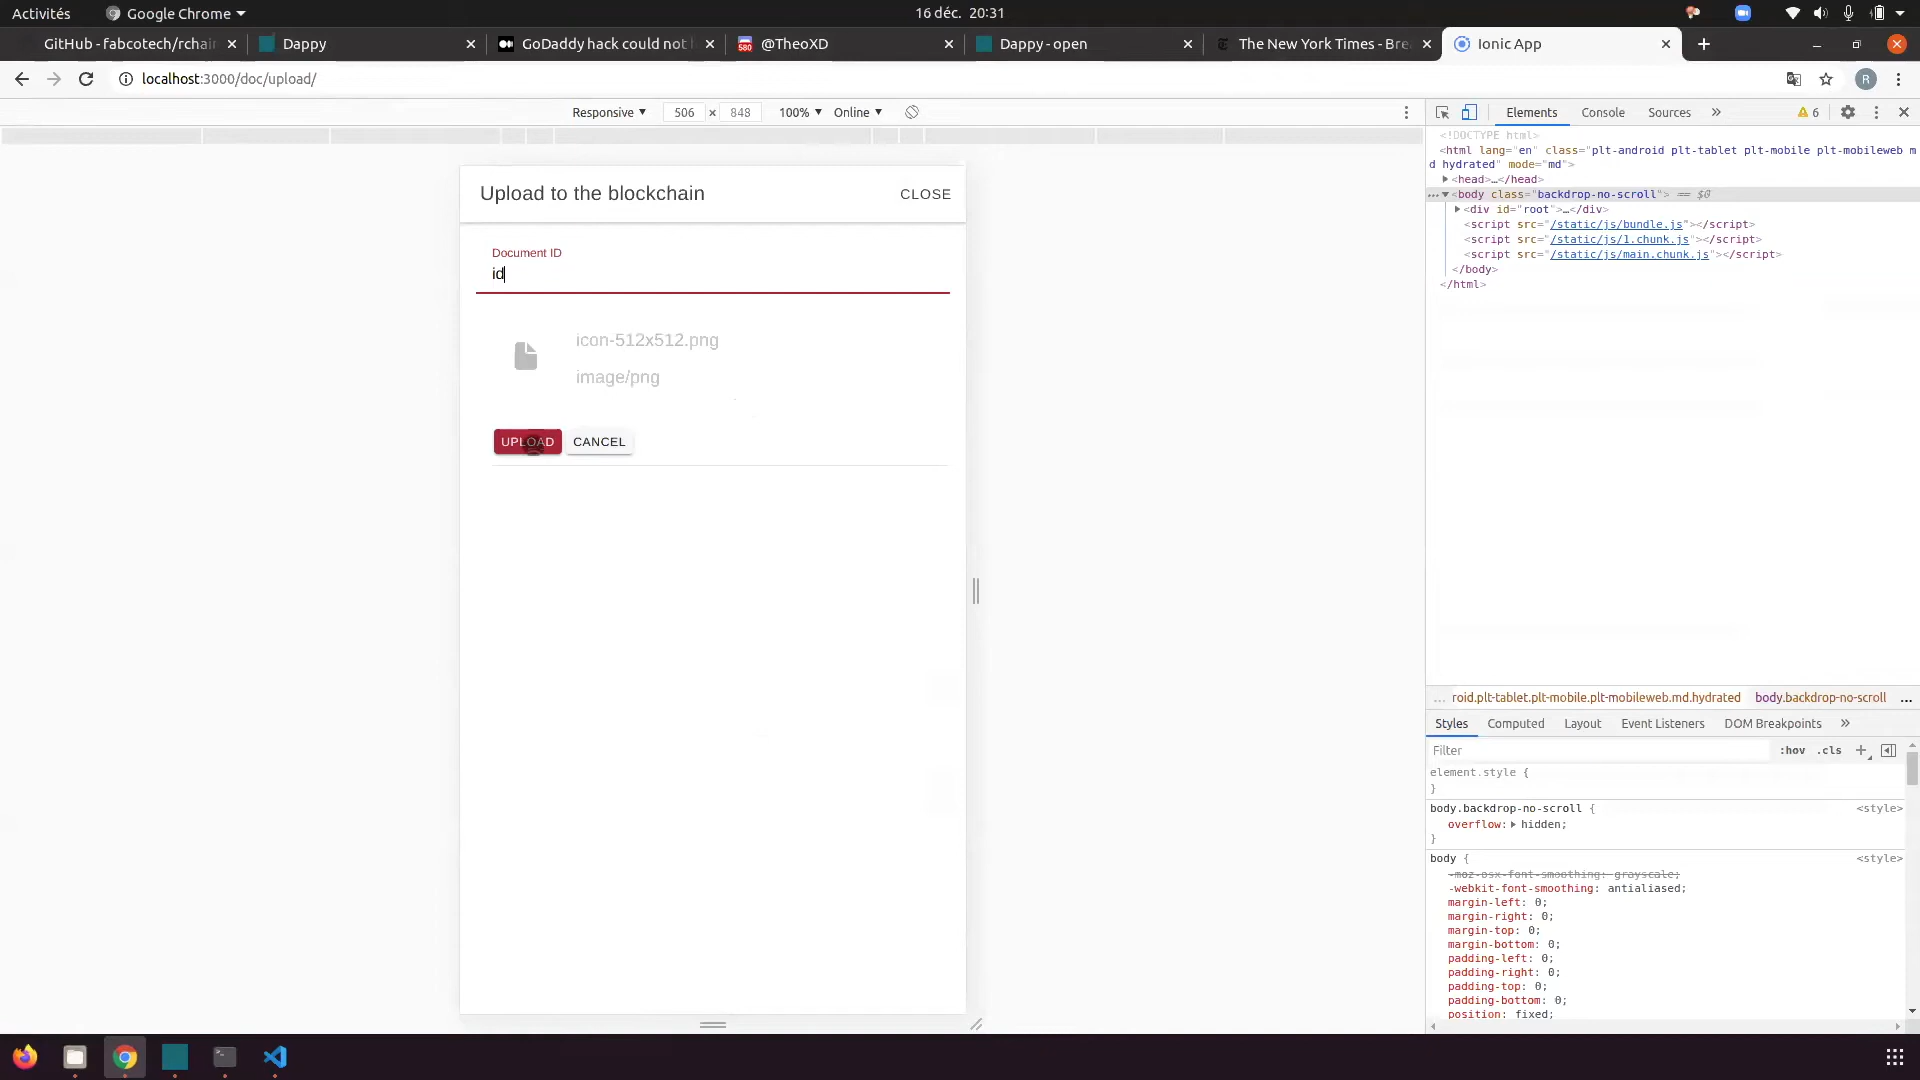 Activités
Google Chrome
16 déc. 20:31
GitHub - fabcotech/rchai
Dappy
GoDaddy hack could not
580
@TheoXD
Dappy - open
The New York Times - Bre
Ionic App
localhost:3000/doc/upload/
R
Responsive
506 × 848
100%
Online
Elements
Console
Sources
6
<!DOCTYPE html>
<html lang="en" class="plt-android plt-tablet plt-mobile plt-mobileweb m
d hydrated" mode="md">
<head>…</head>
<body class="backdrop-no-scroll"> == $0
<div id="root">…</div>
<script src="/static/js/bundle.js"></script>
<script src="/static/js/1.chunk.js"></script>
<script src="/static/js/main.chunk.js"></script>
</body>
</html>
Upload to the blockchain
CLOSE
Document ID
id
icon-512x512.png
image/png
UPLOAD
CANCEL
... roid.plt-tablet.plt-mobile.plt-mobileweb.md.hydrated body.backdrop-no-scroll ...
Styles
Computed
Layout
Event Listeners
DOM Breakpoints
Filter
:hov .cls +
element.style {
}
body.backdrop-no-scroll { <style>
overflow: hidden;
}
body { <style>
-moz-osx-font-smoothing: grayscale;
-webkit-font-smoothing: antialiased;
margin-left: 0;
margin-right: 0;
margin-top: 0;
margin-bottom: 0;
padding-left: 0;
padding-right: 0;
padding-top: 0;
padding-bottom: 0;
position: fixed;